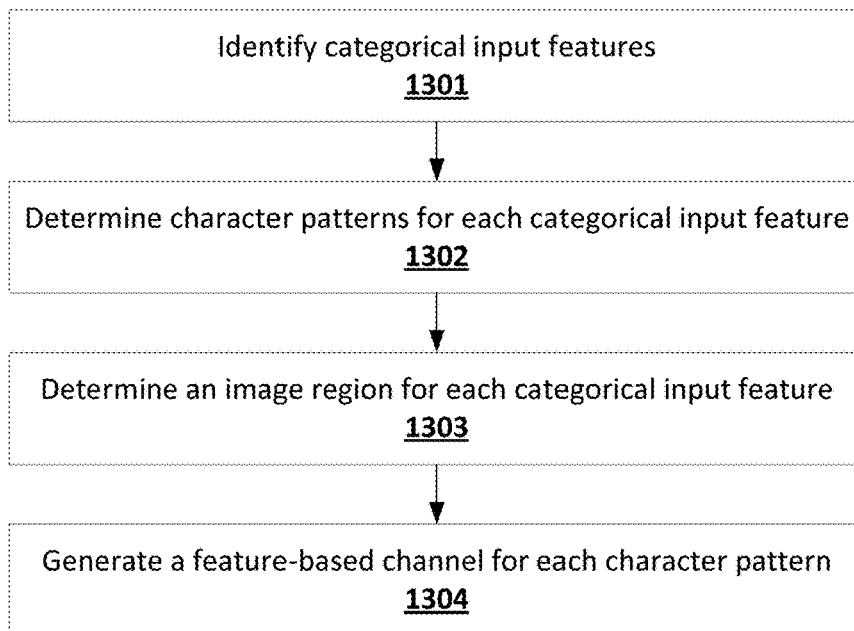 Identify categorical input features
1301
Determine character patterns for each categorical input feature
1302
Determine an image region for each categorical input feature
1303
Generate a feature-based channel for each character pattern
1304